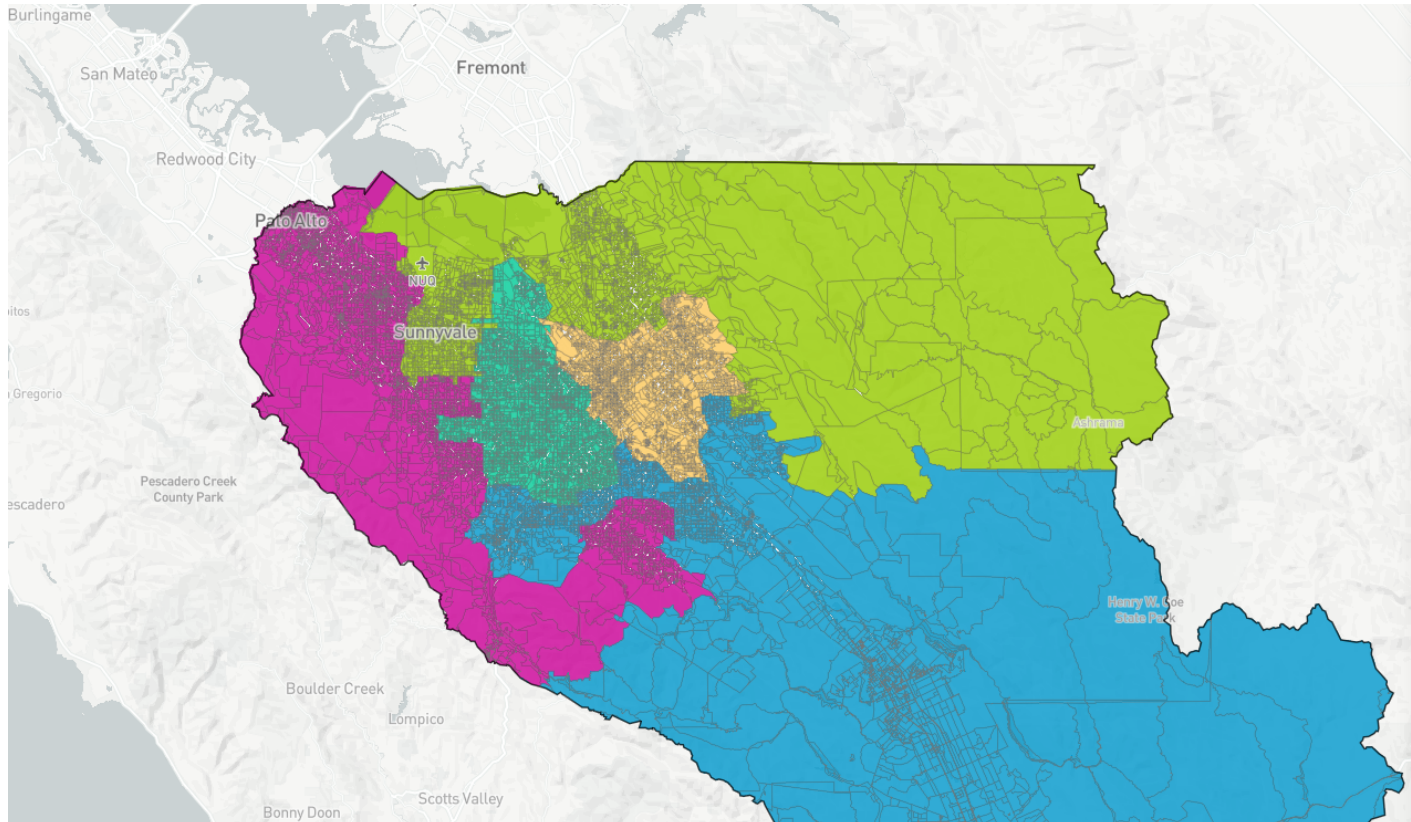 Burlingame
San Mateo
Fremont
Redwood City
Palo Alto
NUQ
Sunnyvale
itos
Gregorio
Ashrama
Pescadero Creek
County Park
escadero
Henry W. Coe
State Park
Boulder Creek
Lompico
Scotts Valley
Bonny Doon